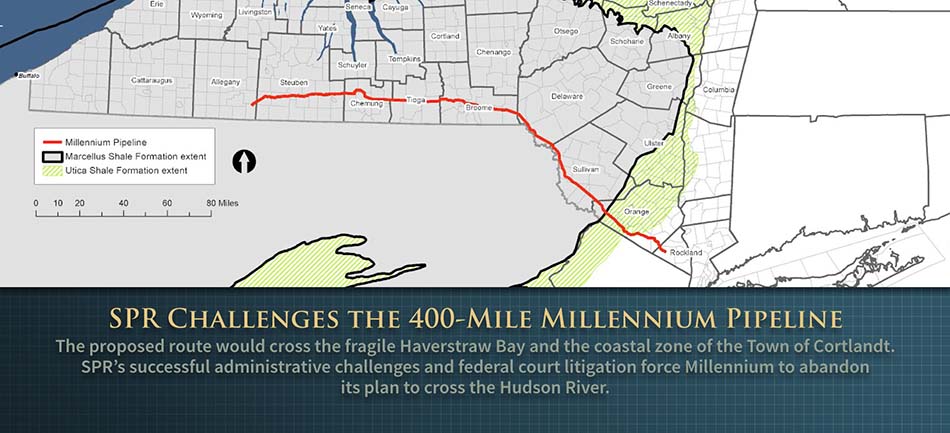 Erie
Wyoming
Livingston
Seneca
Cayuga
Schenectady
Yates
Cortland
Otsego
Schoharie
Albany
Buffalo
Chenango
Schuyler
Tompkins
Cattaraugus
Allegany
Steuben
Chemung
Tioga
Broome
Delaware
Greene
Columbia
Millennium Pipeline
Marcellus Shale Formation extent
Utica Shale Formation extent
Ulster
Sullivan
0 10 20 40 60 80 Miles
Orange
Rockland
SPR Challenges the 400-Mile Millennium Pipeline
The proposed route would cross the fragile Haverstraw Bay and the coastal zone of the Town of Cortlandt.
SPR's successful administrative challenges and federal court litigation force Millennium to abandon
its plan to cross the Hudson River.